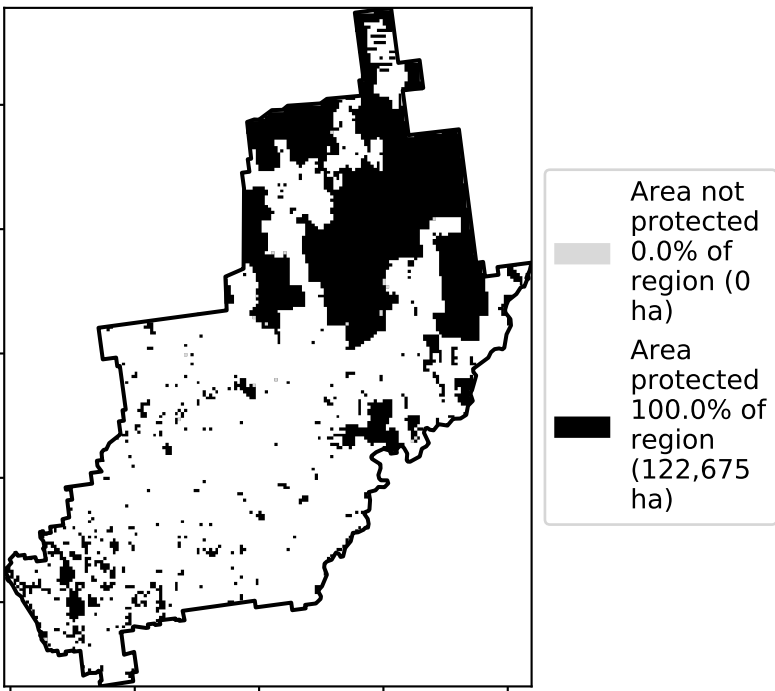 Area not
protected
0.0% of
region (0
ha)
Area
protected
100.0% of
region
(122,675
ha)